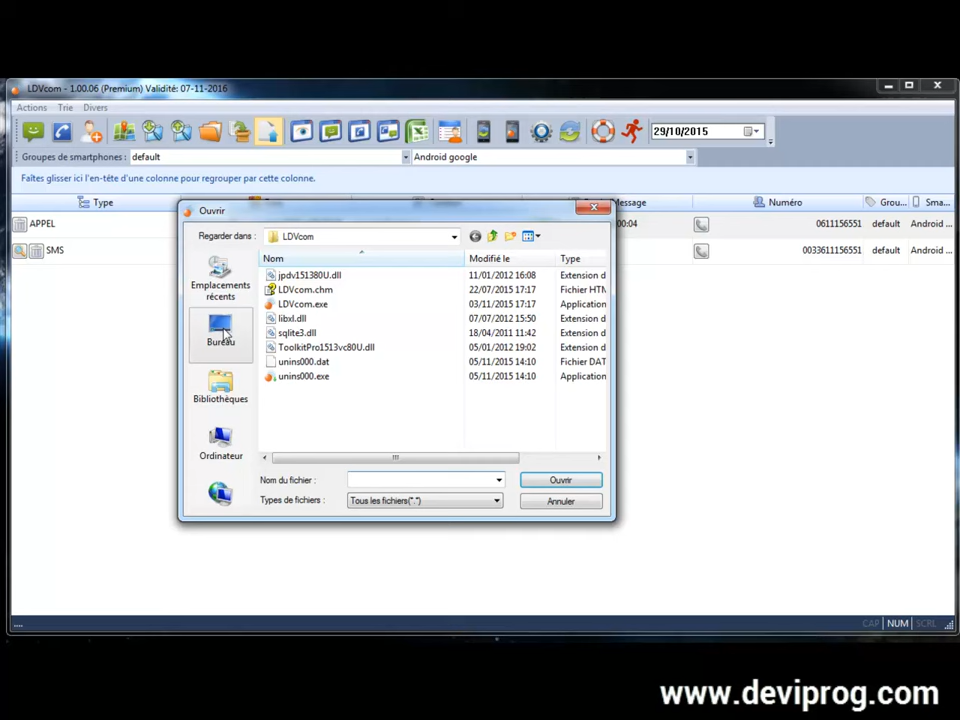 LDVcom - 1.00.06 (Premium) Validité: 07-11-2016
Actions Trie Divers
29/10/2015
Groupes de smartphones : default Android google
Faîtes glisser ici l'en-tête d'une colonne pour regrouper par cette colonne.
Type Message Numéro Grou... Sma...
APPEL :00:04 0611156551 default Android ...
SMS 0033611156551 default Android ...
Ouvrir
Regarder dans : LDVcom
Nom Modifié le Type
jpdv151380U.dll 11/01/2012 16:08 Extension d
LDVcom.chm 22/07/2015 17:17 Fichier HTM
LDVcom.exe 03/11/2015 17:17 Application
libxl.dll 07/07/2012 15:50 Extension d
sqlite3.dll 18/04/2011 11:42 Extension d
ToolkitPro1513vc80U.dll 05/01/2012 19:02 Extension d
unins000.dat 05/11/2015 14:10 Fichier DAT
unins000.exe 05/11/2015 14:10 Application
Emplacements récents
Bureau
Bibliothèques
Ordinateur
Nom du fichier : Ouvrir
Types de fichiers : Tous les fichiers(*.*) Annuler
.... CAP NUM SCRL
www.deviprog.com